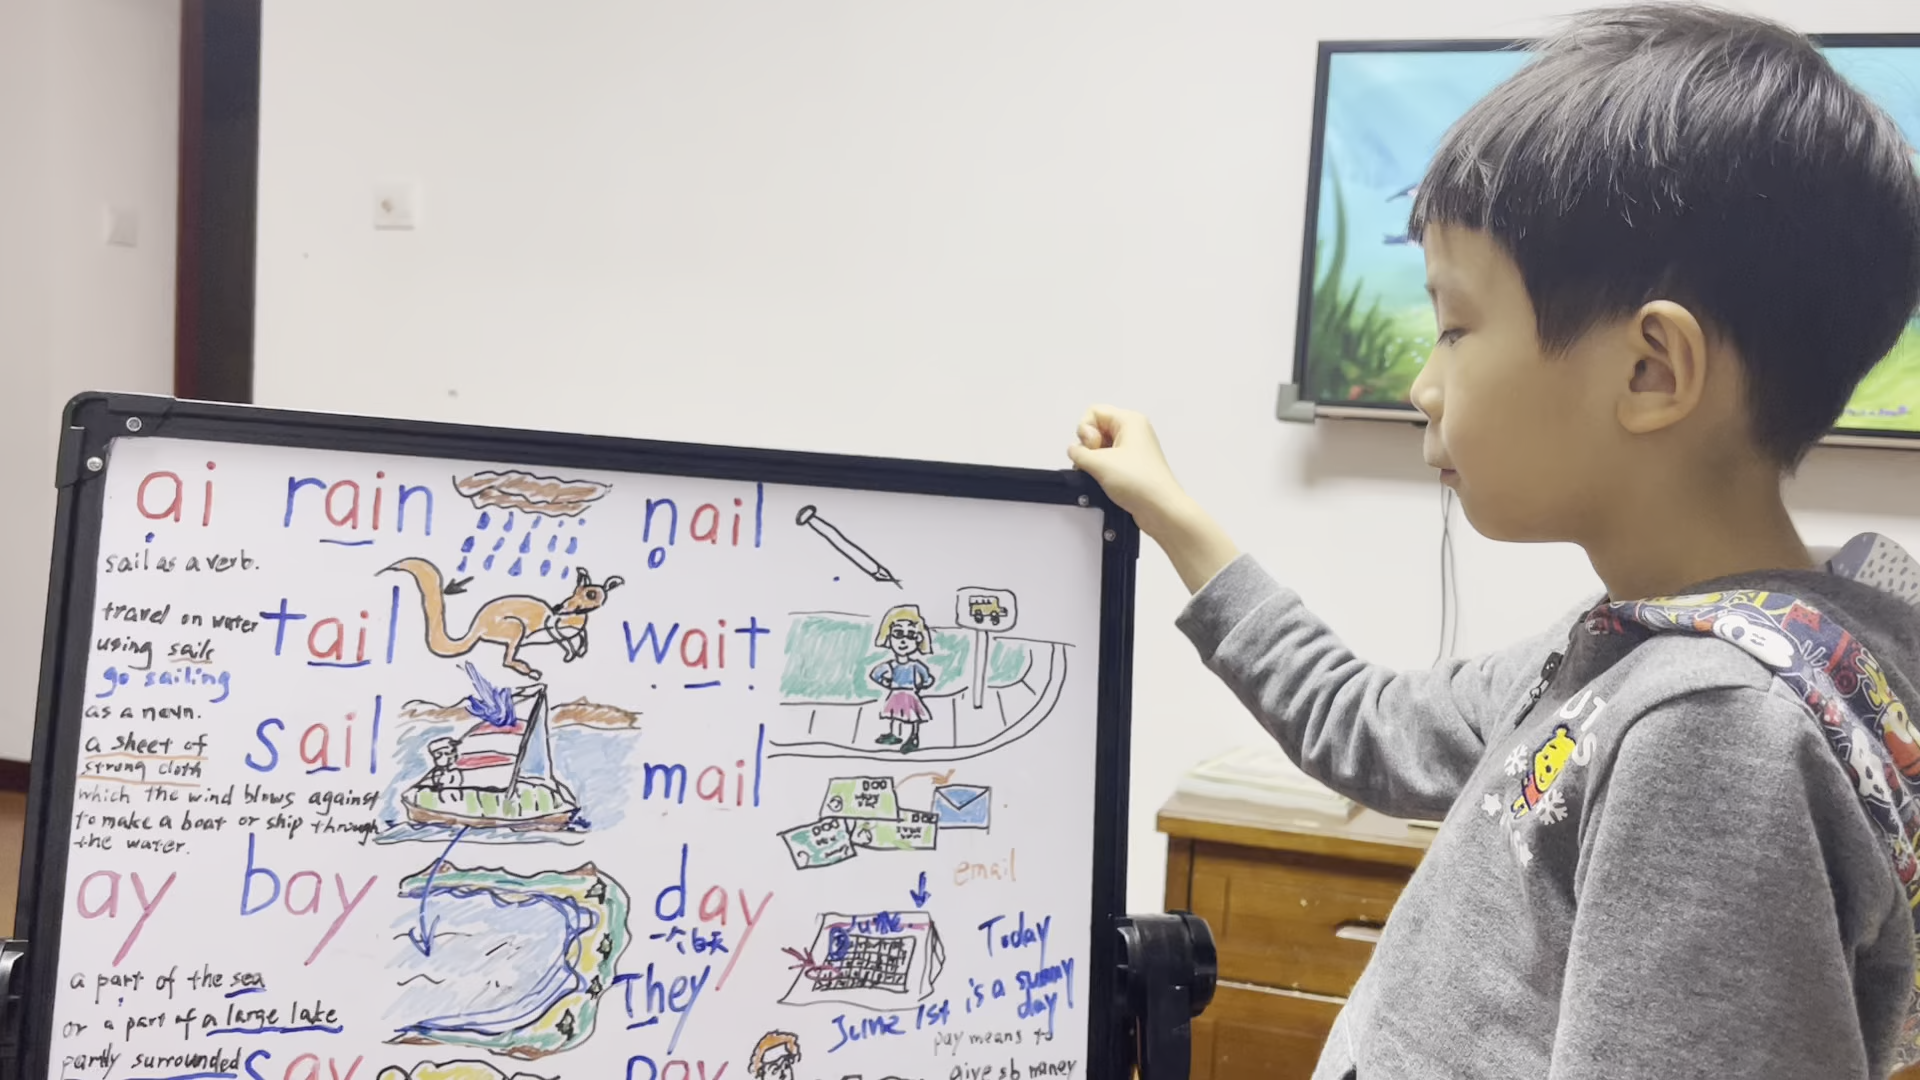 ai rain nail
sail as a verb.
travel on water
using sails
go sailing
tail wait
as a noun.
a sheet of
strong cloth
which the wind blows against
to make a boat or ship through
the water.
sail mail
email
ay bay day
一个白天
They
June
Today
is a sunny
day
June 1st
a part of the sea
or a part of a large lake
partly surrounded
say pay
pay means to
give sb money
UTS